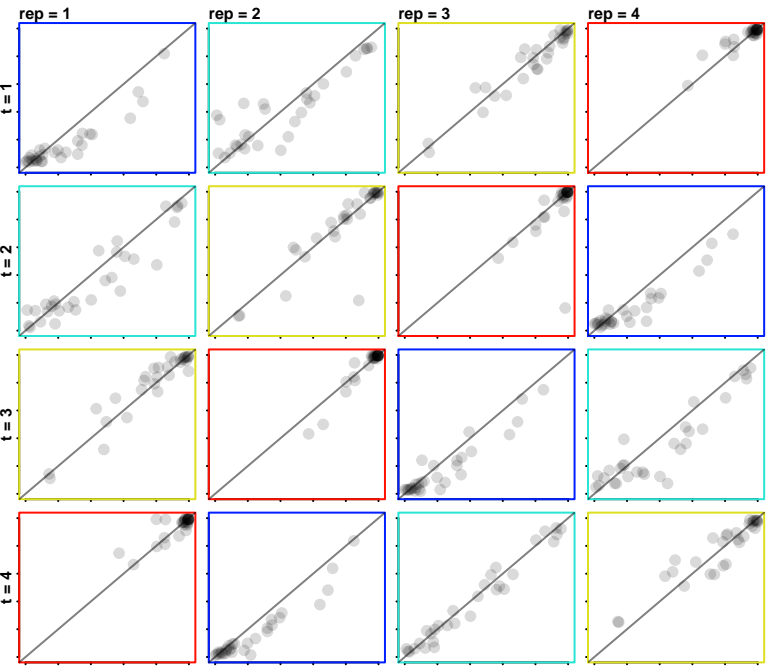 rep = 1
rep = 2
rep = 3
rep = 4
t = 1
t = 2
t = 3
t = 4